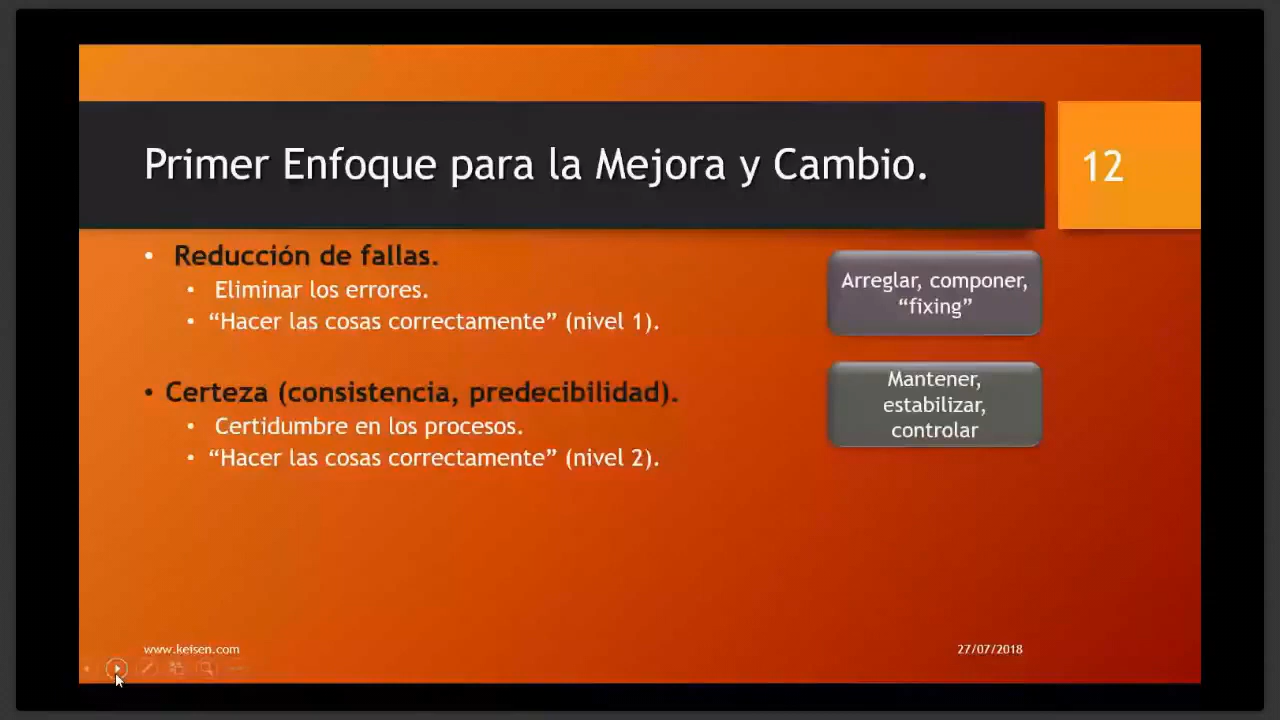 Primer Enfoque para la Mejora y Cambio.
12
• Reducción de fallas.
• Eliminar los errores.
• “Hacer las cosas correctamente” (nivel 1).
Arreglar, componer,
“fixing”
• Certeza (consistencia, predecibilidad).
• Certidumbre en los procesos.
• “Hacer las cosas correctamente” (nivel 2).
Mantener,
estabilizar,
controlar
www.keisen.com
27/07/2018